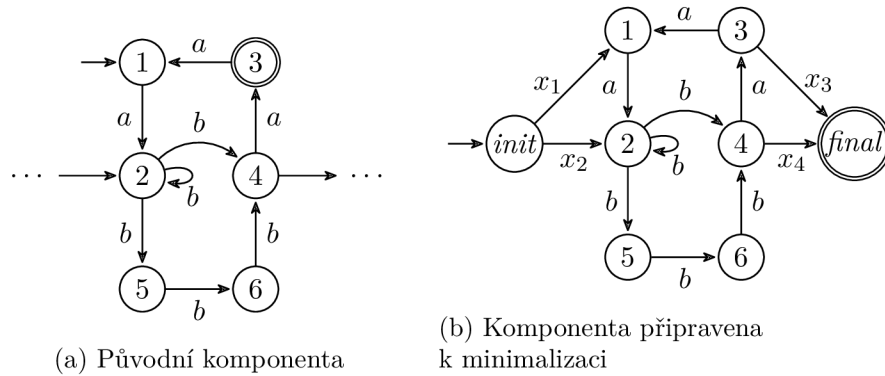 a
1
3
a
a
b
...
2
b
4
...
b
b
5
b
6
(a) Původní komponenta
a
1
3
x₁
a
b
a
x₃
init
x₂
2
b
4
x₄
final
b
b
5
b
6
(b) Komponenta připravena
k minimalizaci